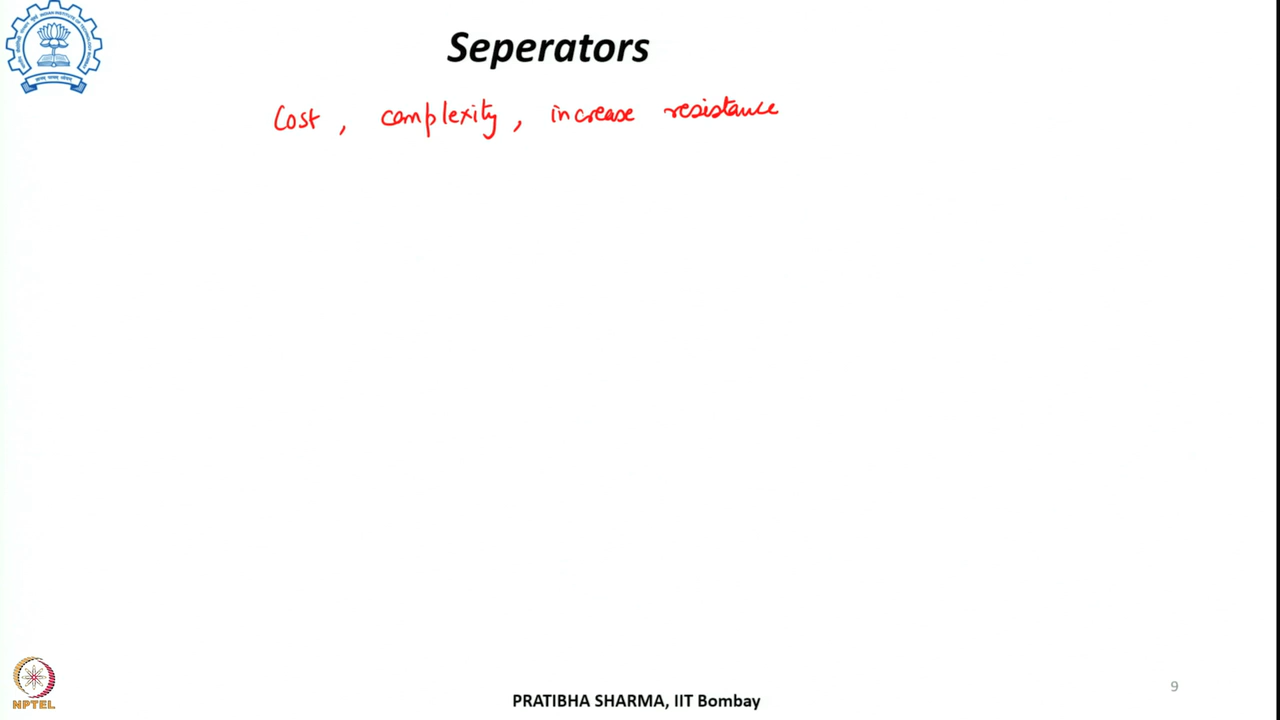 Seperators
Cost, complexity, increase resistance
NPTEL
PRATIBHA SHARMA, IIT Bombay
9